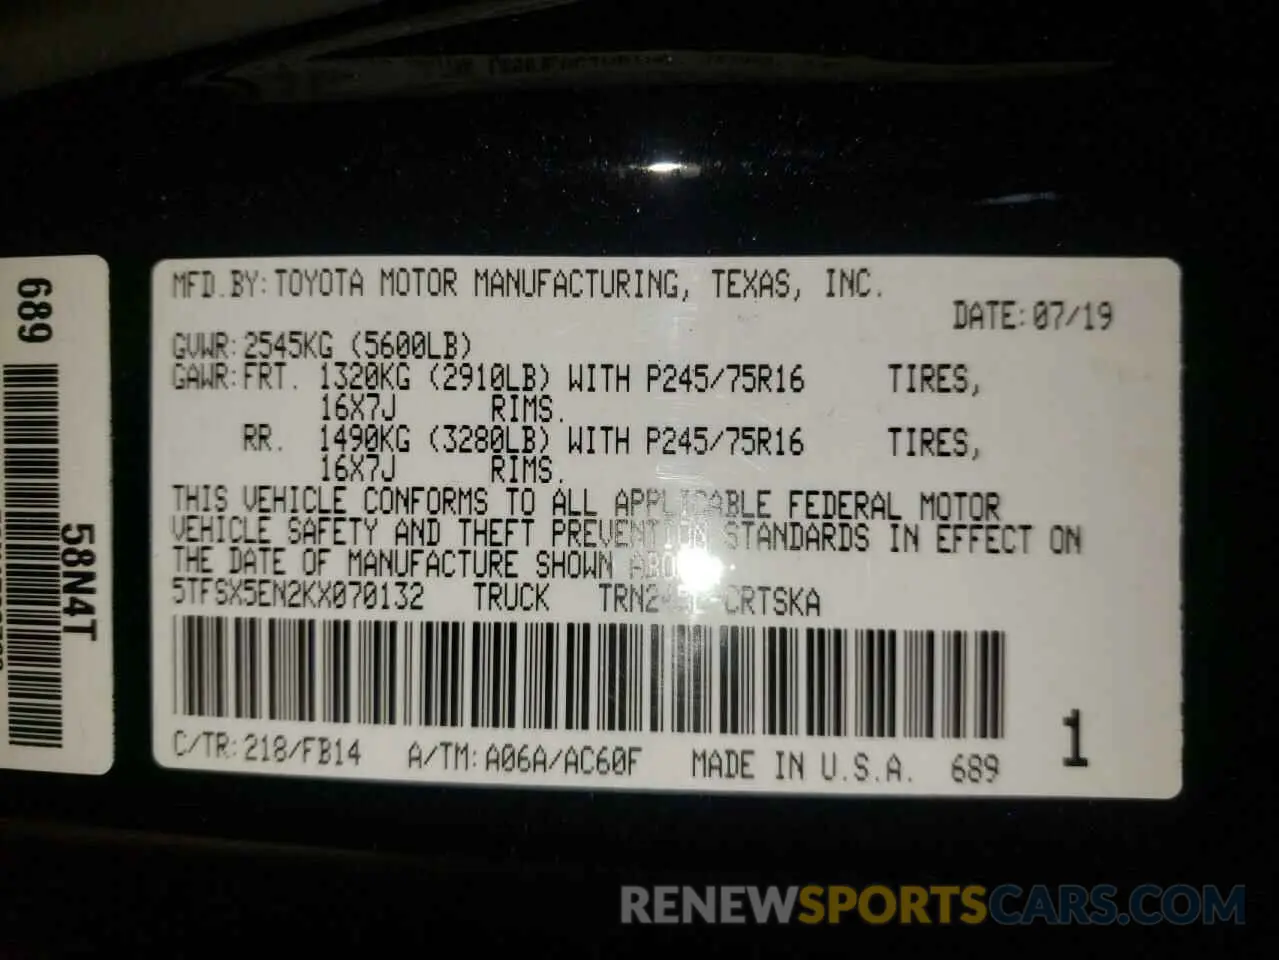 MFD.BY:TOYOTA MOTOR MANUFACTURING, TEXAS, INC.
DATE:07/19
GVWR:2545KG (5600LB)
GAWR:FRT. 1320KG (2910LB) WITH P245/75R16 TIRES,
16X7J RIMS.
RR. 1490KG (3280LB) WITH P245/75R16 TIRES,
16X7J RIMS.
THIS VEHICLE CONFORMS TO ALL APPLICABLE FEDERAL MOTOR
VEHICLE SAFETY AND THEFT PREVENTION STANDARDS IN EFFECT ON
THE DATE OF MANUFACTURE SHOWN ABOVE.
5TFSX5EN2KX070132 TRUCK
C/TR:218/FB14 A/TM:A06A/AC60F MADE IN U.S.A. 689
1
689
58N4T
RENEWSPORTSCARS.COM